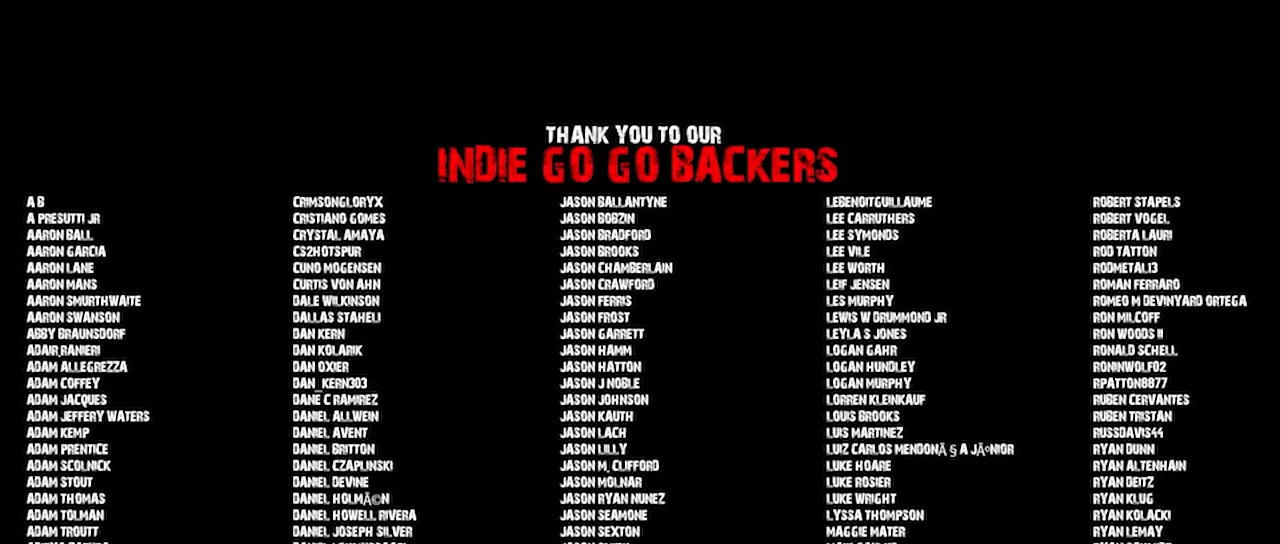 THANK YOU TO OUR
INDIE GO GO BACKERS
A B
A PRESUTTI JR
AARON BALL
AARON GARCIA
AARON LANE
AARON MANS
AARON SMURTHWAITE
AARON SWANSON
ABBY BRAUNSDORF
ADAIR_RANIERI
ADAM ALLEGREZZA
ADAM COFFEY
ADAM JACQUES
ADAM JEFFERY WATERS
ADAM KEMP
ADAM PRENTICE
ADAM SCOLNICK
ADAM STOUT
ADAM THOMAS
ADAM TOLMAN
ADAM TROUTT
CRIMSONGLORYX
CRISTIANO GOMES
CRYSTAL AMAYA
CS2HOTSPUR
CUNO MOGENSEN
CURTIS VON AHN
DALE WILKINSON
DALLAS STAHELI
DAN KERN
DAN KOLARIK
DAN OXIER
DAN_KERN303
DANE C RAMIREZ
DANIEL ALLWEIN
DANIEL AVENT
DANIEL BRITTON
DANIEL CZAPLINSKI
DANIEL DEVINE
DANIEL HOLMÃ©N
DANIEL HOWELL RIVERA
DANIEL JOSEPH SILVER
JASON BALLANTYNE
JASON BOBZIN
JASON BRADFORD
JASON BROOKS
JASON CHAMBERLAIN
JASON CRAWFORD
JASON FERRIS
JASON FROST
JASON GARRETT
JASON HAMM
JASON HATTON
JASON J NOBLE
JASON JOHNSON
JASON KAUTH
JASON LACH
JASON LILLY
JASON M. CLIFFORD
JASON MOLNAR
JASON RYAN NUNEZ
JASON SEAMONE
JASON SEXTON
LEBENOITGUILLAUME
LEE CARRUTHERS
LEE SYMONDS
LEE VILE
LEE WORTH
LEIF JENSEN
LES MURPHY
LEWIS W DRUMMOND JR
LEYLA S JONES
LOGAN GAHR
LOGAN HUNDLEY
LOGAN MURPHY
LORREN KLEINKAUF
LOUIS BROOKS
LUIS MARTINEZ
LUIZ CARLOS MENDONÃ§A JÃºNIOR
LUKE HOARE
LUKE ROSIER
LUKE WRIGHT
LYSSA THOMPSON
MAGGIE MATER
ROBERT STAPELS
ROBERT VOGEL
ROBERTA LAURI
ROD TATTON
RODMETAL13
ROMAN FERRARO
ROMEO M DEVINYARD ORTEGA
RON MILCOFF
RON WOODS II
RONALD SCHELL
RONINWOLF02
RPATTON8877
RUBEN CERVANTES
RUBEN TRISTAN
RUSSDAVIS44
RYAN DUNN
RYAN ALTENHAIN
RYAN DEITZ
RYAN KLUG
RYAN KOLACKI
RYAN LEMAY